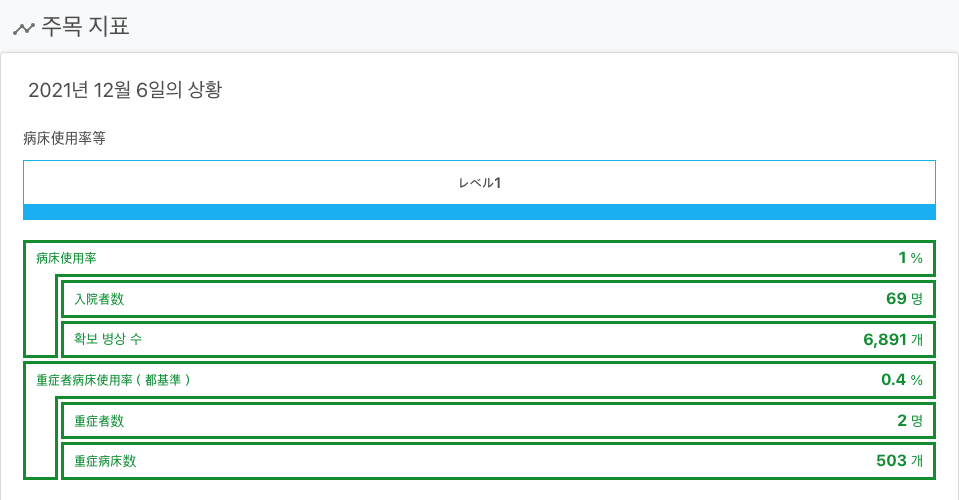 주목 지표
2021년 12월 6일의 상황
病床使用率等
レベル1
病床使用率 1 %
入院者数 69 명
확보 병상 수 6,891 개
重症者病床使用率 ( 都基準 ) 0.4 %
重症者数 2 명
重症病床数 503 개